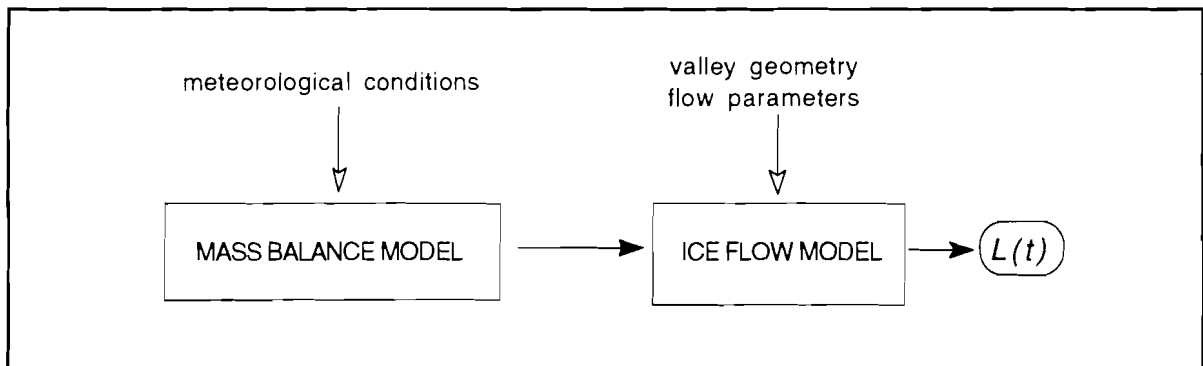 meteorological conditions
valley geometry
flow parameters
MASS BALANCE MODEL
ICE FLOW MODEL
L(t)